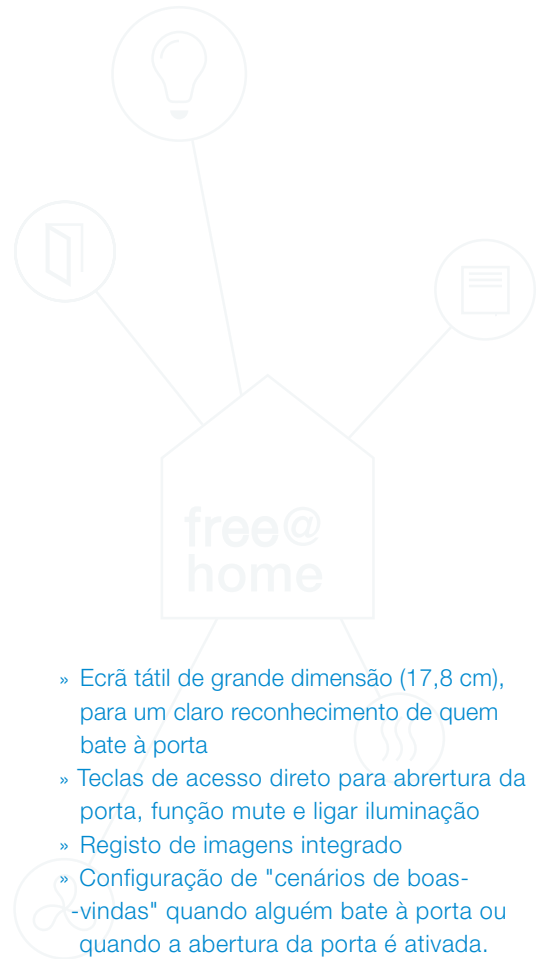 free@
home
» Ecrã tátil de grande dimensão (17,8 cm),
para um claro reconhecimento de quem
bate à porta
» Teclas de acesso direto para abrertura da
porta, função mute e ligar iluminação
» Registo de imagens integrado
» Configuração de "cenários de boas-
-vindas" quando alguém bate à porta ou
quando a abertura da porta é ativada.